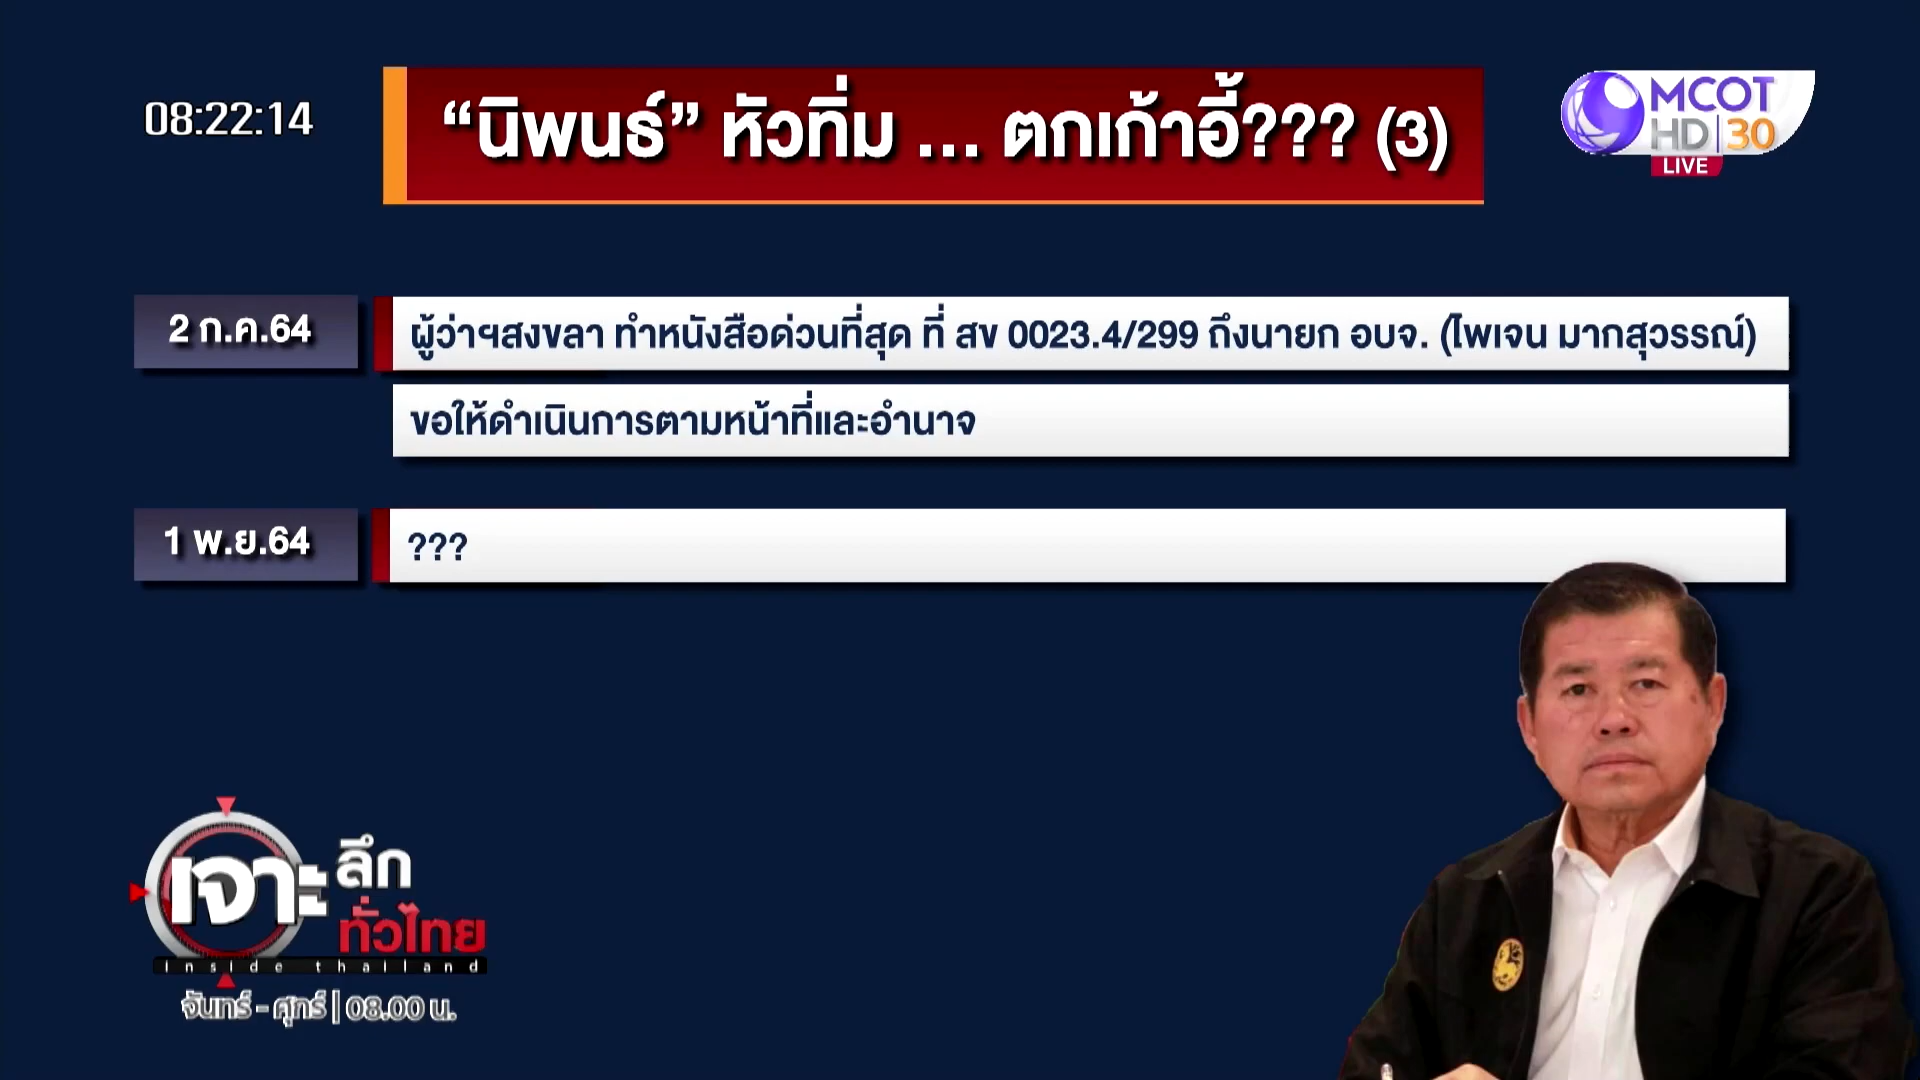 08:22:14
“นิพนธ์” หัวทิ่ม ... ตกเก้าอี้??? (3)
MCOT
HD 30
LIVE
2 ก.ค.64
ผู้ว่าฯสงขลา ทำหนังสือด่วนที่สุด ที่ สข 0023.4/299 ถึงนายก อบจ. (ไพเจน มากสุวรรณ์)
ขอให้ดำเนินการตามหน้าที่และอำนาจ
1 พ.ย.64
???
เจาะ ลึก
ทั่วไทย
inside thailand
จันทร์ - ศุกร์ | 08.00 น.